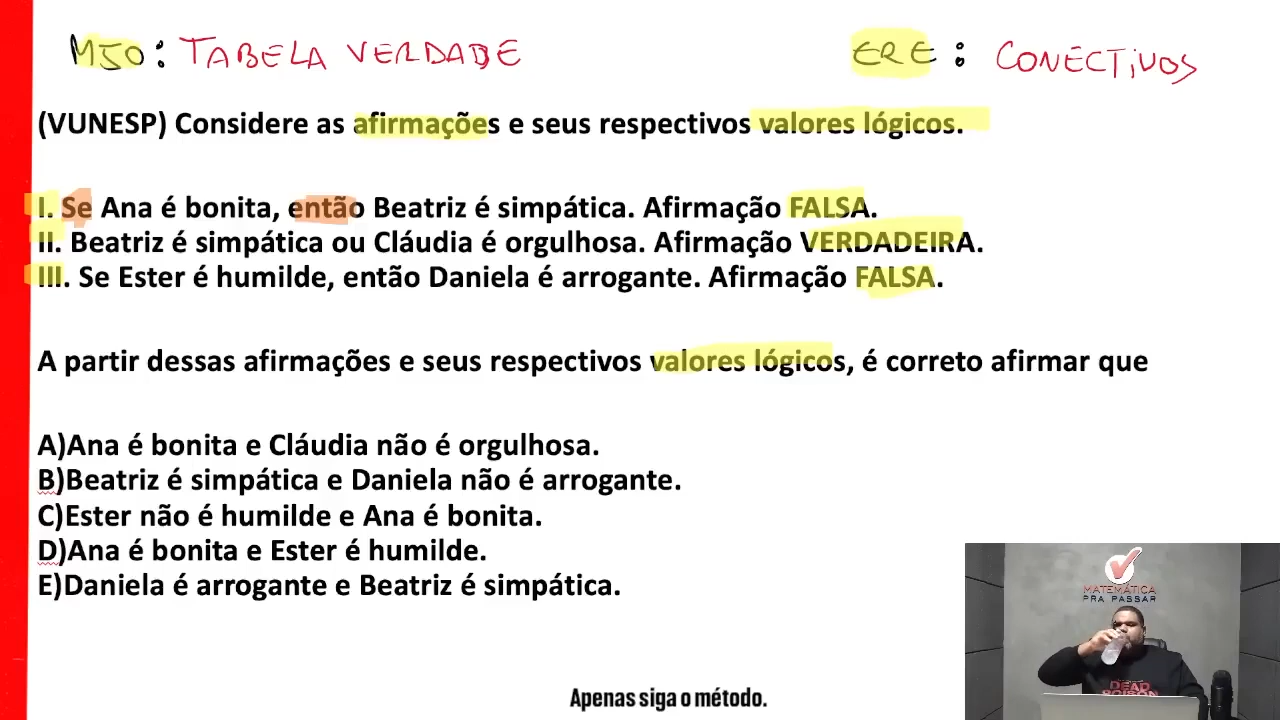 M50: TABELA VERDADE ERE: CONECTIVOS
(VUNESP) Considere as afirmações e seus respectivos valores lógicos.
I. Se Ana é bonita, então Beatriz é simpática. Afirmação FALSA.
II. Beatriz é simpática ou Cláudia é orgulhosa. Afirmação VERDADEIRA.
III. Se Ester é humilde, então Daniela é arrogante. Afirmação FALSA.
A partir dessas afirmações e seus respectivos valores lógicos, é correto afirmar que
A)Ana é bonita e Cláudia não é orgulhosa.
B)Beatriz é simpática e Daniela não é arrogante.
C)Ester não é humilde e Ana é bonita.
D)Ana é bonita e Ester é humilde.
E)Daniela é arrogante e Beatriz é simpática.
MATEMÁTICA
PRA PASSAR
DEAD
POISON
Apenas siga o método.